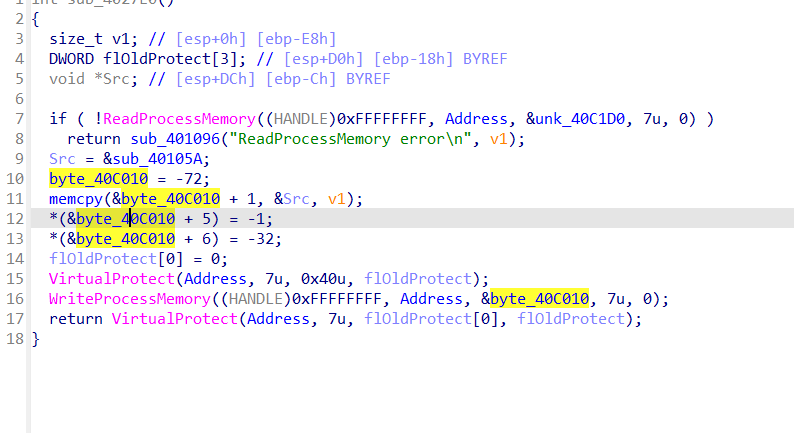 1 int sub_4027E0()
2 {
3 size_t v1; // [esp+0h] [ebp-E8h]
4 DWORD flOldProtect[3]; // [esp+D0h] [ebp-18h] BYREF
5 void *Src; // [esp+DCh] [ebp-Ch] BYREF
6
7 if ( !ReadProcessMemory((HANDLE)0xFFFFFFFF, Address, &unk_40C1D0, 7u, 0) )
8 return sub_401096("ReadProcessMemory error\n", v1);
9 Src = &sub_40105A;
10 byte_40C010 = -72;
11 memcpy(&byte_40C010 + 1, &Src, v1);
12 *(&byte_40C010 + 5) = -1;
13 *(&byte_40C010 + 6) = -32;
14 flOldProtect[0] = 0;
15 VirtualProtect(Address, 7u, 0x40u, flOldProtect);
16 WriteProcessMemory((HANDLE)0xFFFFFFFF, Address, &byte_40C010, 7u, 0);
17 return VirtualProtect(Address, 7u, flOldProtect[0], flOldProtect);
18 }